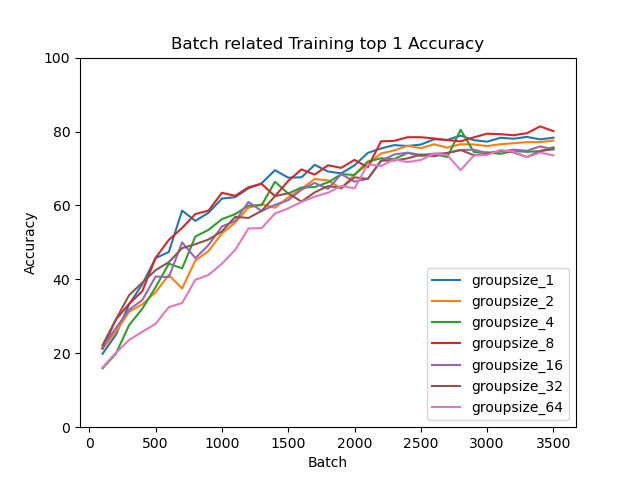 Batch related Training top 1 Accuracy
100
80
60
40
20
0
Accuracy
groupsize_1
groupsize_2
groupsize_4
groupsize_8
groupsize_16
groupsize_32
groupsize_64
0 500 1000 1500 2000 2500 3000 3500
Batch